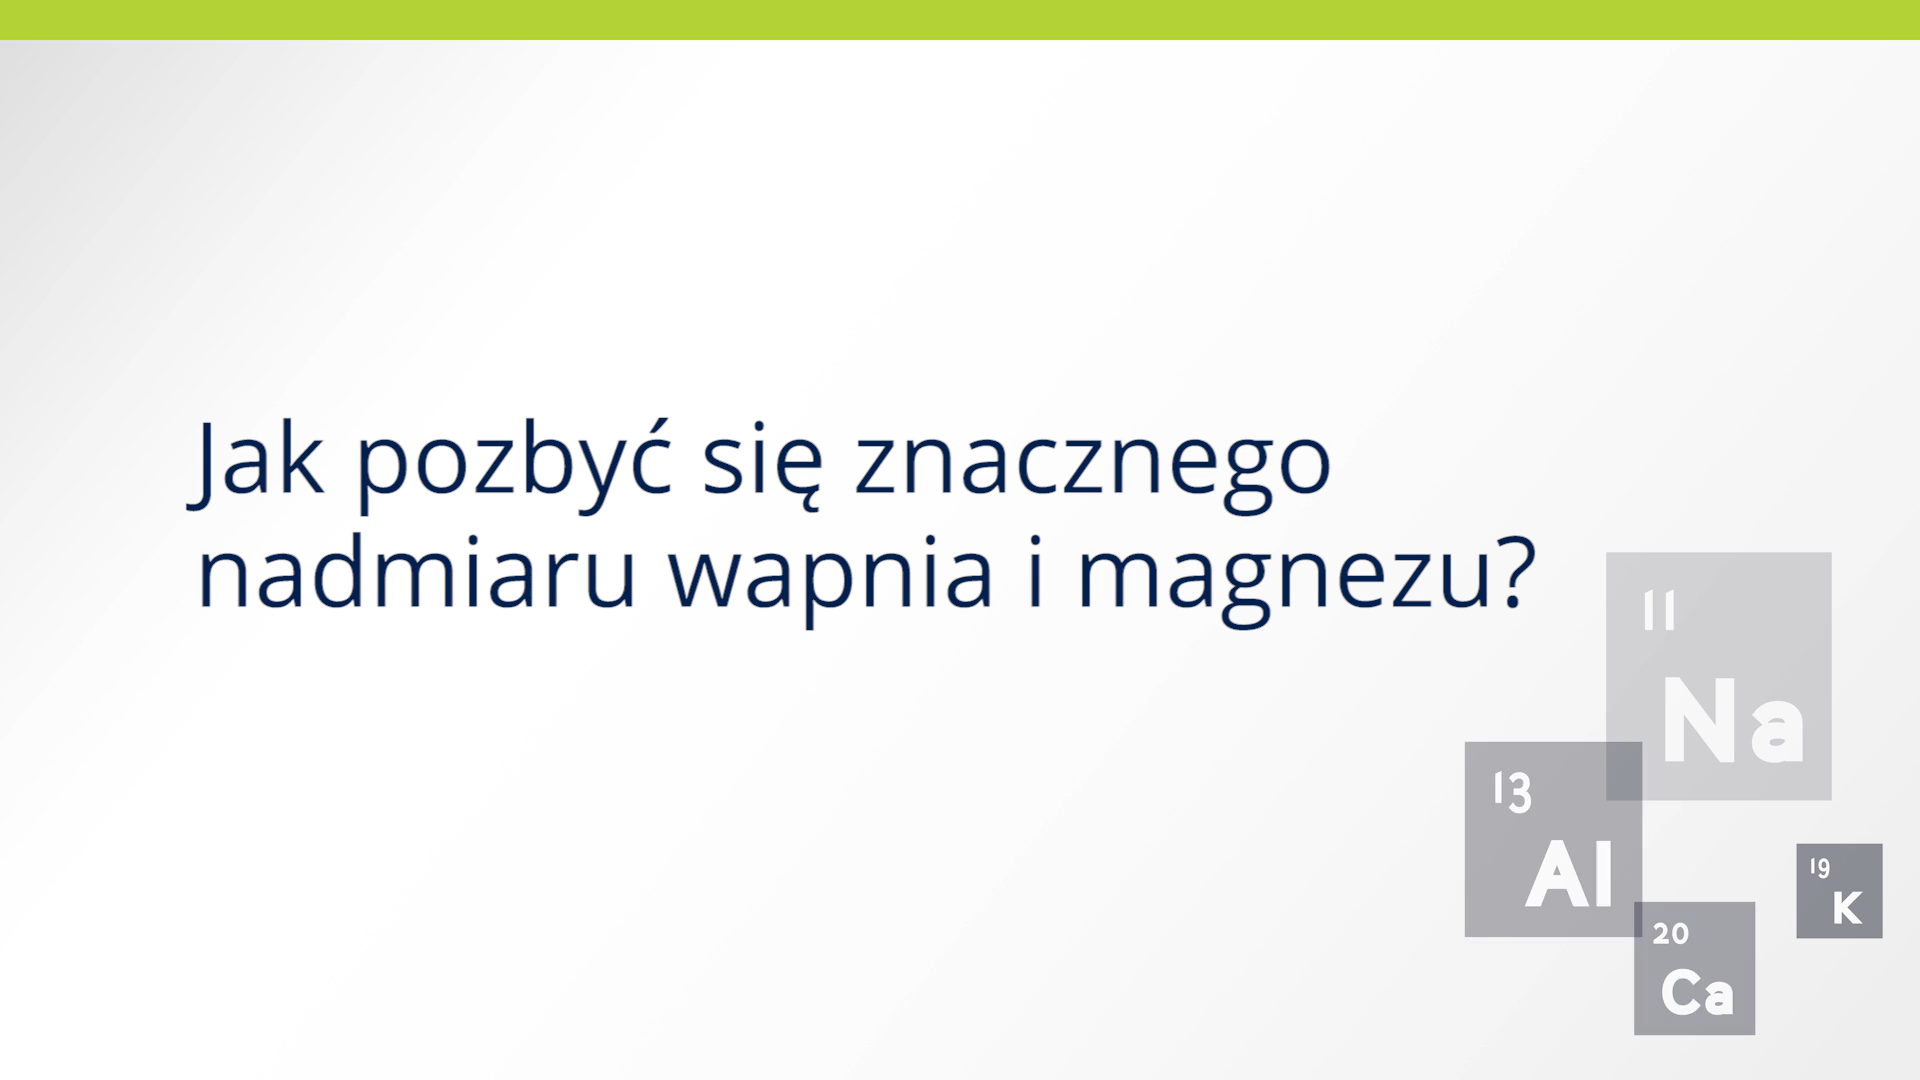 Jak pozbyć się znacznego
nadmiaru wapnia i magnezu?
11
Na
13
Al
19
K
20
Ca